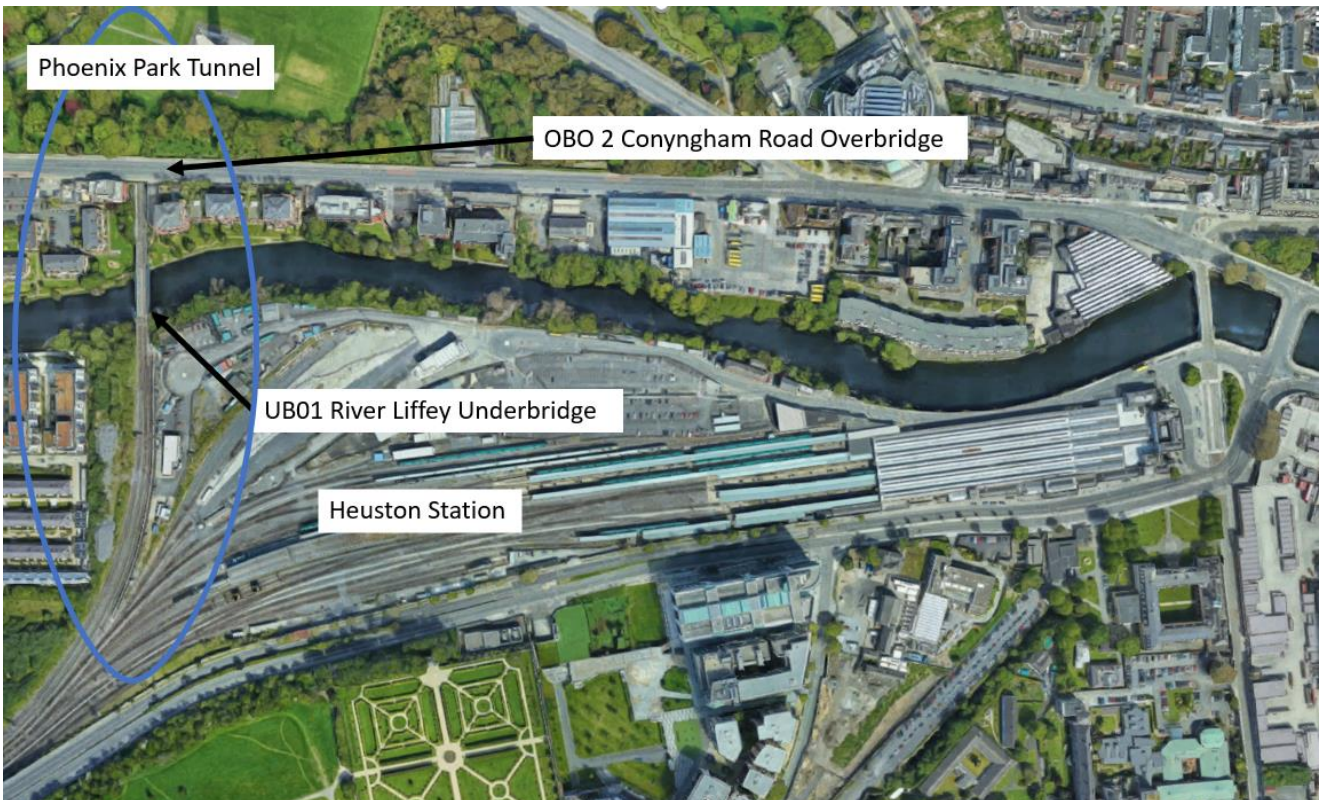 Phoenix Park Tunnel
OBO 2 Conyngham Road Overbridge
UB01 River Liffey Underbridge
Heuston Station